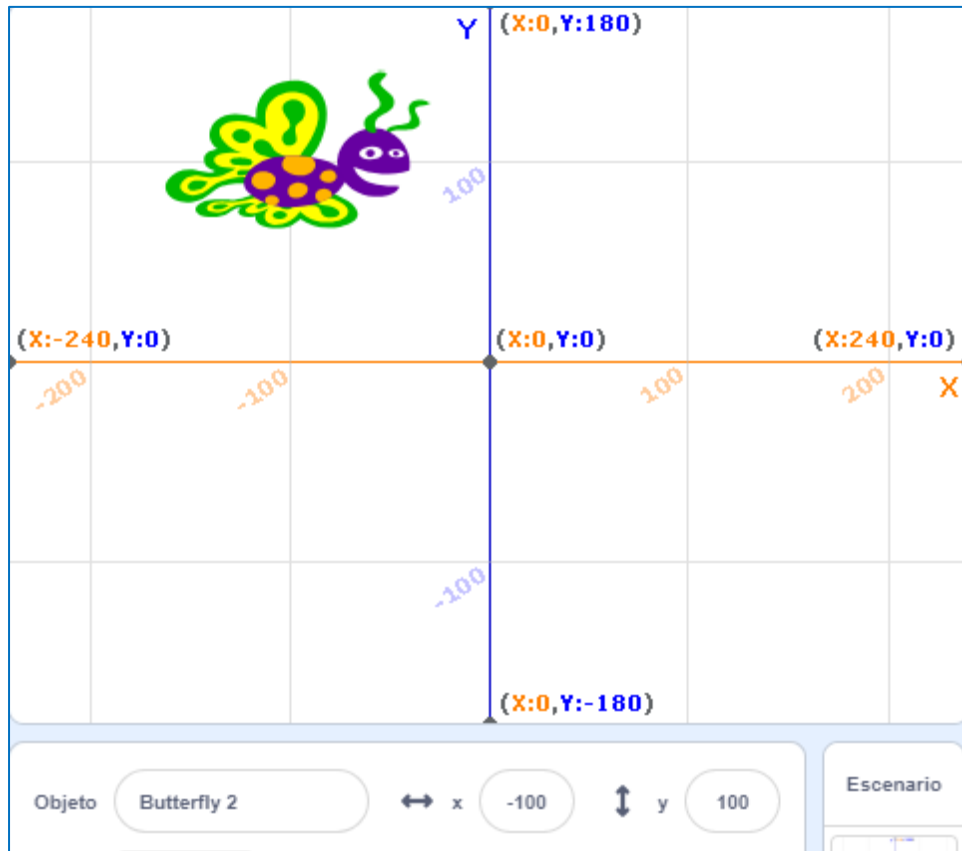 Y (X:0,Y:180)
100
(X:-240,Y:0) (X:0,Y:0) (X:240,Y:0)
-200 -100 100 200 X
-100
(X:0,Y:-180)
Objeto Butterfly 2 x -100 y 100 Escenario